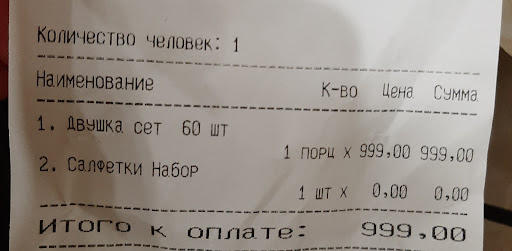 Количество человек: 1
Наименование К-во Цена Сумма
1. Двушка сет 60 шт
1 порц x 999,00 999,00
2. Салфетки Набор
1 шт x 0,00 0,00
Итого к оплате: 999,00